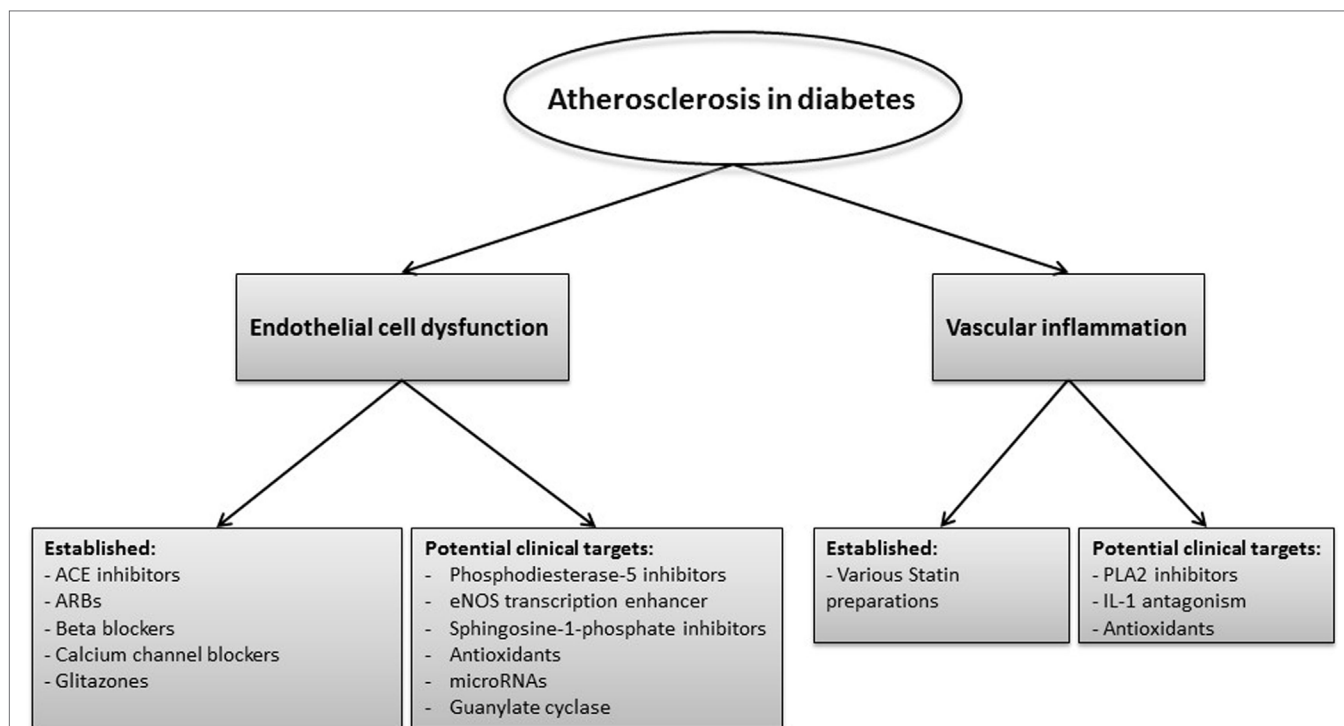 Atherosclerosis in diabetes
Endothelial cell dysfunction
Vascular inflammation
Established:
- ACE inhibitors
- ARBs
- Beta blockers
- Calcium channel blockers
- Glitazones
Potential clinical targets:
- Phosphodiesterase-5 inhibitors
- eNOS transcription enhancer
- Sphingosine-1-phosphate inhibitors
- Antioxidants
- microRNAs
- Guanylate cyclase
Established:
- Various Statin
preparations
Potential clinical targets:
- PLA2 inhibitors
- IL-1 antagonism
- Antioxidants